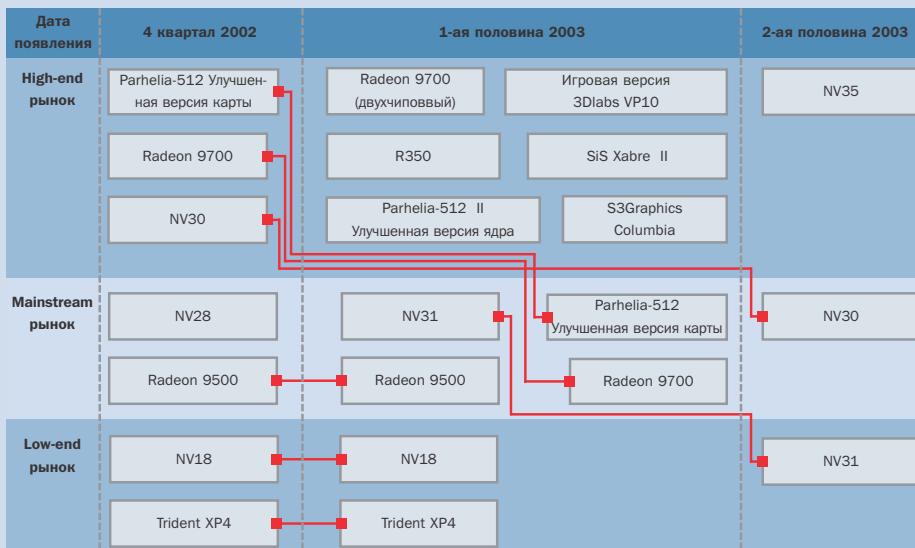 Дата
появления
4 квартал 2002
1-ая половина 2003
2-ая половина 2003
High-end
рынок
Parhelia-512 Улучшен-
ная версия карты
Radeon 9700
(двухчиповвый)
Игровая версия
3Dlabs VP10
NV35
Radeon 9700
R350
SiS Xabre II
NV30
Parhelia-512 II
Улучшенная версия ядра
S3Graphics
Columbia
Mainstream
рынок
NV28
NV31
Parhelia-512
Улучшенная версия карты
NV30
Radeon 9500
Radeon 9500
Radeon 9700
Low-end
рынок
NV18
NV18
NV31
Trident XP4
Trident XP4